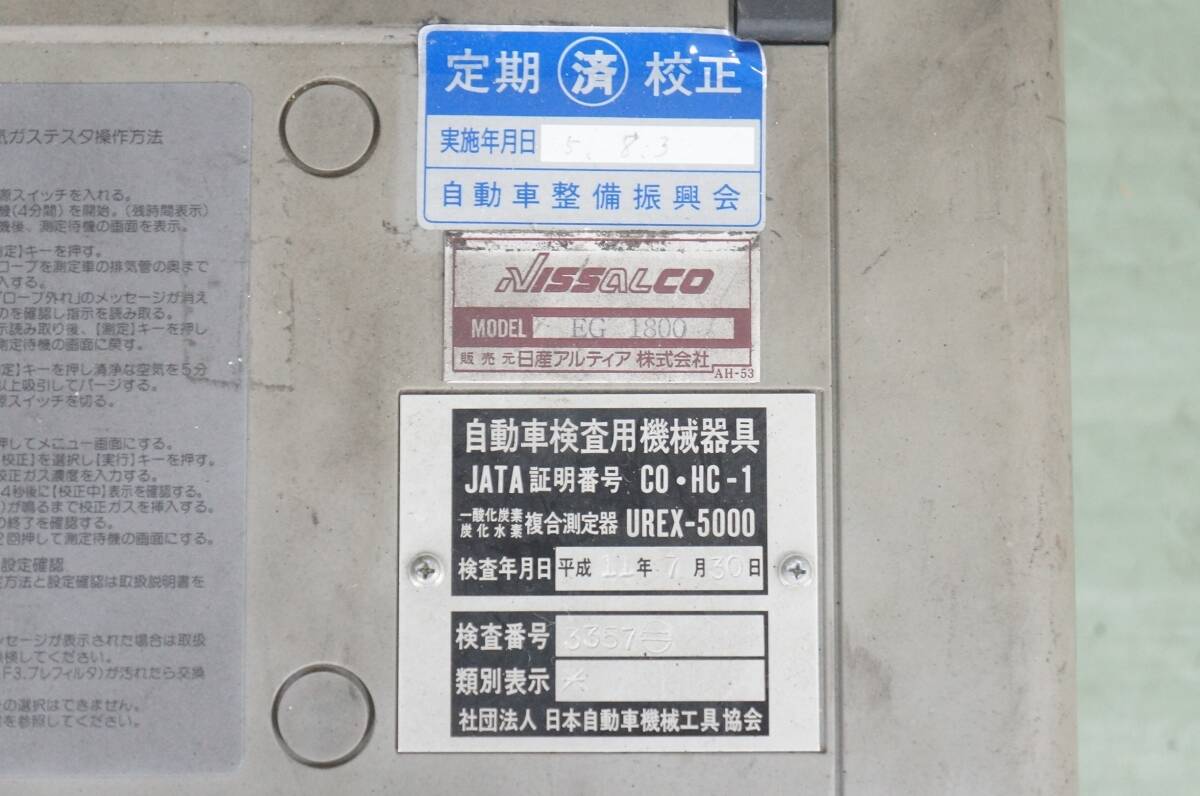 気ガステスタ操作方法
源スイッチを入れる。
機(4分間)を開始。(残時間表示)
機後、測定待機の画面を表示。
定】キーを押す。
ローブを測定車の排気管の奥まで
入する。
プローブ外れ」のメッセージが消え
のを確認し指示を読み取る。
示読み取り後、【測定】キーを押し
測定待機の画面に戻す。
定】キーを押し清浄な空気を5分
以上吸引してパージする。
源スイッチを切る。
押してメニュー画面にする。
校正】を選択し【実行】キーを押す。
校正ガス濃度を入力する。
4秒後に【校正中】表示を確認する。
)が鳴るまで校正ガスを挿入する。
の終了を確認する。
2回押して測定待機の画面にする。
設定確認
定方法と設定確認は取扱説明書を
ッセージが表示された場合は取扱
点検してください。
F3.プレフィルタ)が汚れたら交換
その選択はできません。
書を参照してください。
定期 済 校正
実施年月日 5. 8.3
自動車整備振興会
NISSALCO
MODEL EG 1800
販売元 日産アルティア 株式会社
AH-53
自動車検査用機械器具
JATA 証明番号 CO・HC-1
一酸化炭素 炭化水素 複合測定器 UREX-5000
検査年月日 平成 11 年 7 月 30 日
検査番号 3357
類別表示 *
社団法人 日本自動車機械工具協会